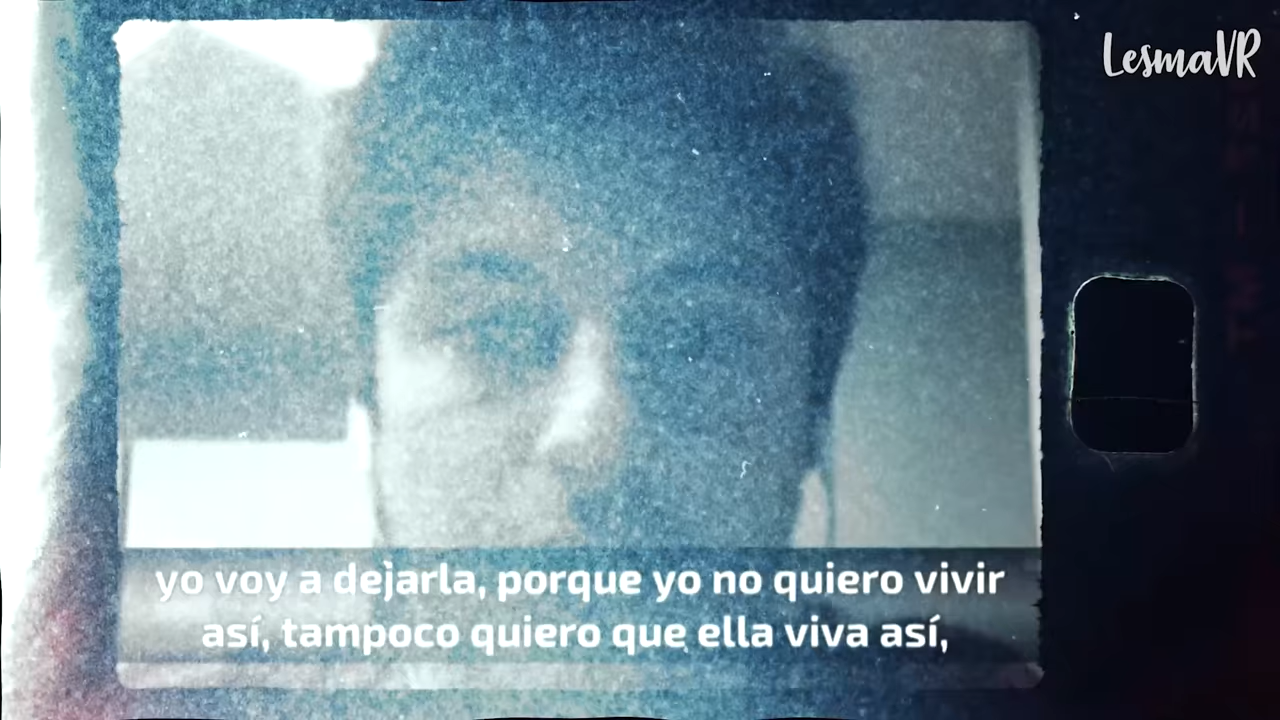 LesmaVR
yo voy a dejarla, porque yo no quiero vivir
así, tampoco quiero que ella viva así,